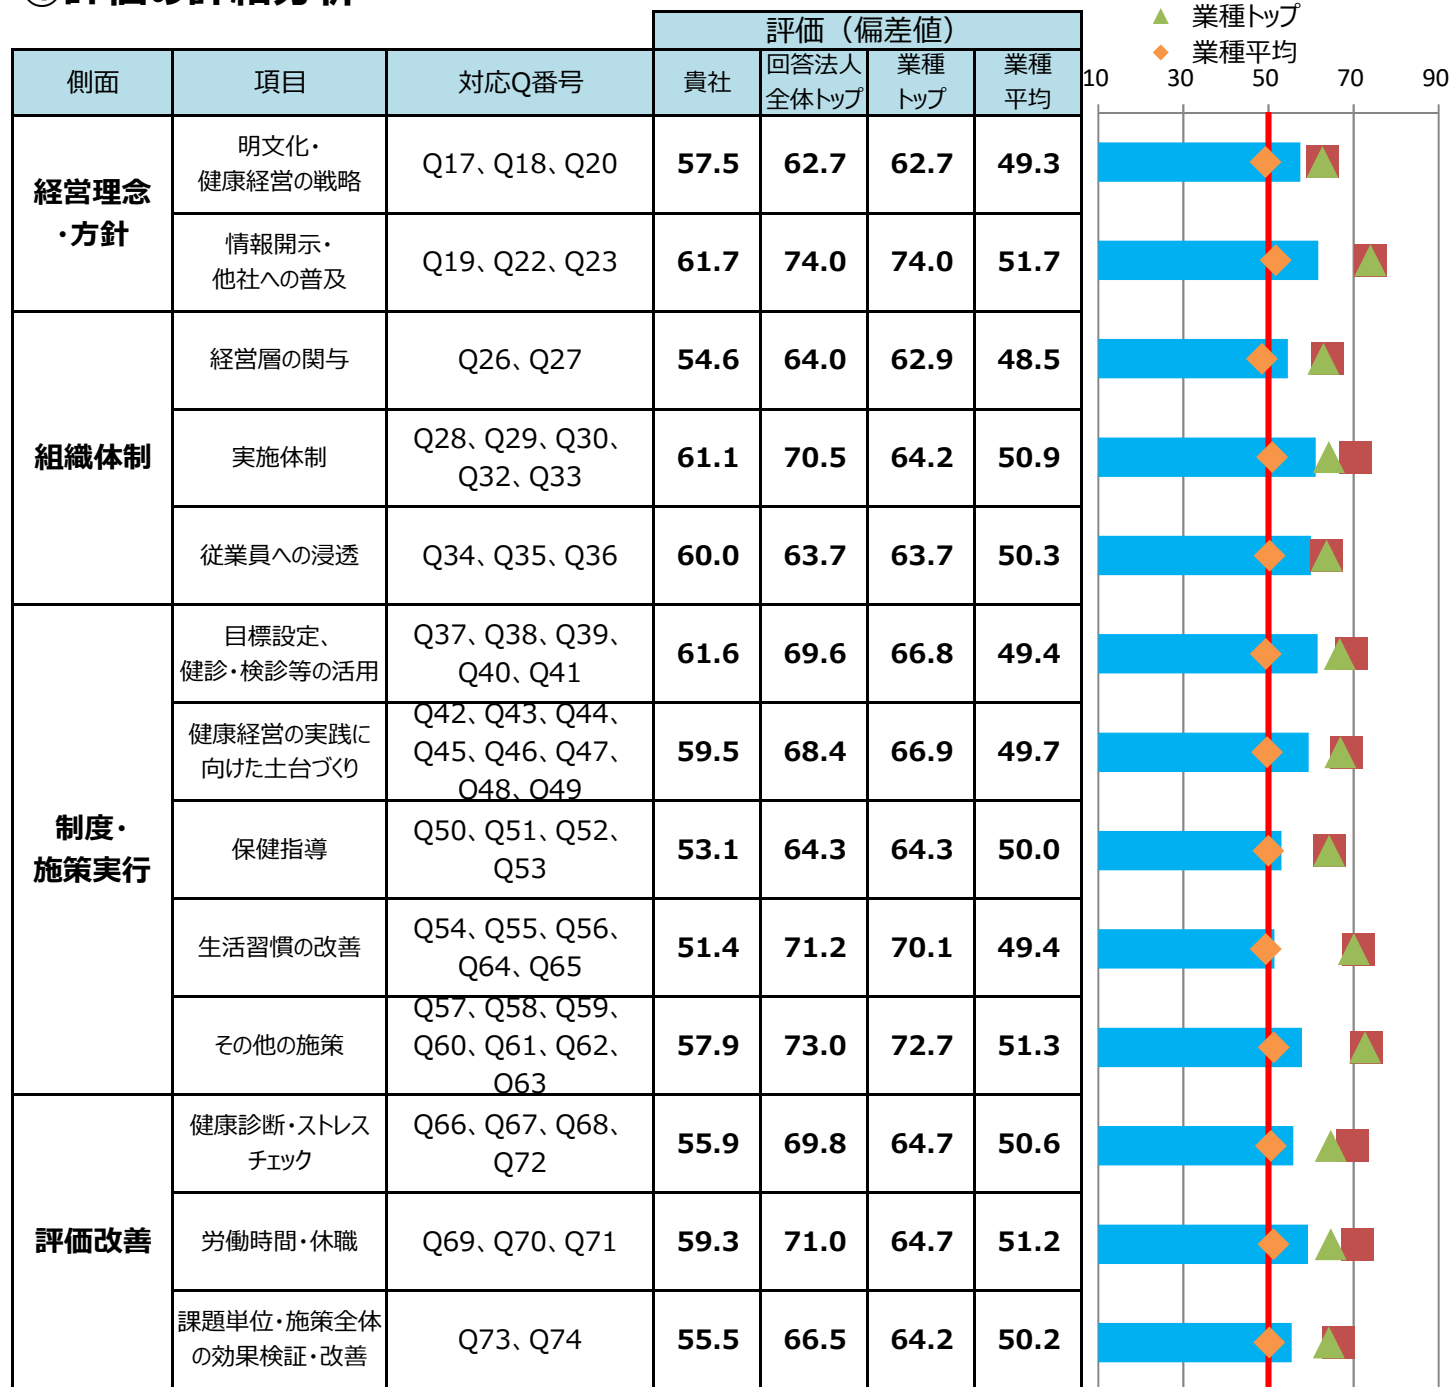 評価（偏差値）
▲ 業種トップ
◆ 業種平均
側面 項目 対応Q番号 貴社 回答法人 全体トップ 業種 トップ 業種 平均
10 30 50 70 90
経営理念
・方針
明文化・
健康経営の戦略
Q17、Q18、Q20
57.5 62.7 62.7 49.3
情報開示・
他社への普及
Q19、Q22、Q23
61.7 74.0 74.0 51.7
組織体制
経営層の関与
Q26、Q27
54.6 64.0 62.9 48.5
実施体制
Q28、Q29、Q30、
Q32、Q33
61.1 70.5 64.2 50.9
従業員への浸透
Q34、Q35、Q36
60.0 63.7 63.7 50.3
制度・
施策実行
目標設定、
健診・検診等の活用
Q37、Q38、Q39、
Q40、Q41
61.6 69.6 66.8 49.4
健康経営の実践に
向けた土台づくり
Q42、Q43、Q44、
Q45、Q46、Q47、
Q48、Q49
59.5 68.4 66.9 49.7
保健指導
Q50、Q51、Q52、
Q53
53.1 64.3 64.3 50.0
生活習慣の改善
Q54、Q55、Q56、
Q64、Q65
51.4 71.2 70.1 49.4
その他の施策
Q57、Q58、Q59、
Q60、Q61、Q62、
Q63
57.9 73.0 72.7 51.3
評価改善
健康診断・ストレス
チェック
Q66、Q67、Q68、
Q72
55.9 69.8 64.7 50.6
労働時間・休職
Q69、Q70、Q71
59.3 71.0 64.7 51.2
課題単位・施策全体
の効果検証・改善
Q73、Q74
55.5 66.5 64.2 50.2